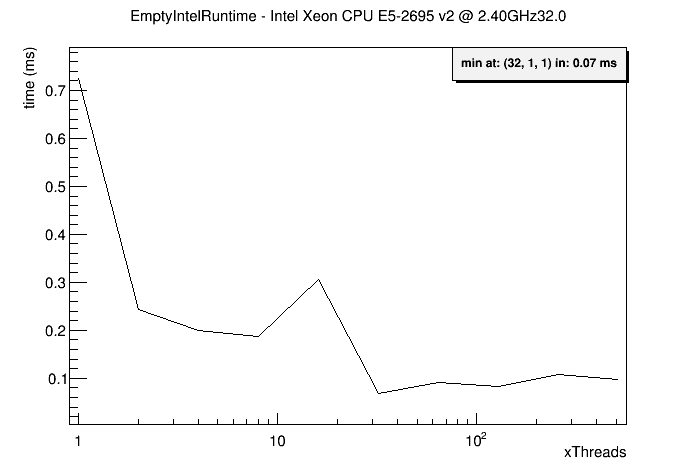 EmptyIntelRuntime - Intel Xeon CPU E5-2695 v2 @ 2.40GHz32.0
time (ms)
min at: (32, 1, 1) in: 0.07 ms
0.7
0.6
0.5
0.4
0.3
0.2
0.1
1 10 10²
xThreads